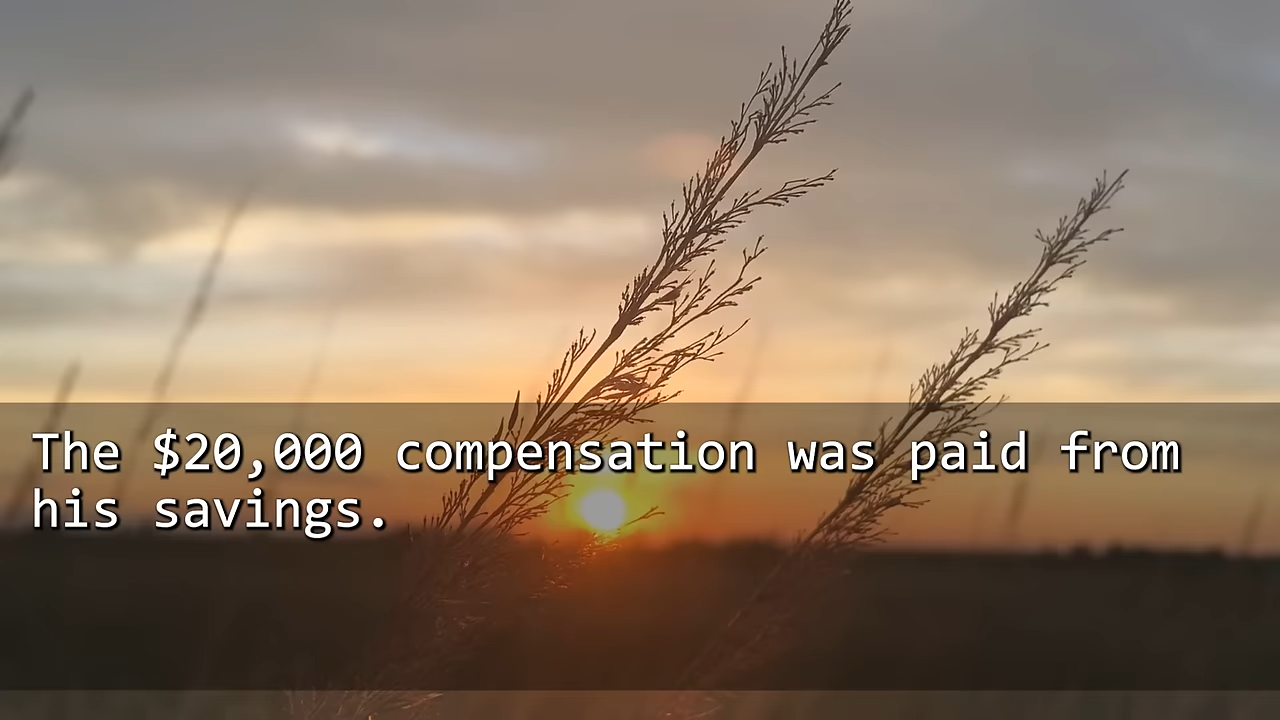 The $20,000 compensation was paid from
his savings.